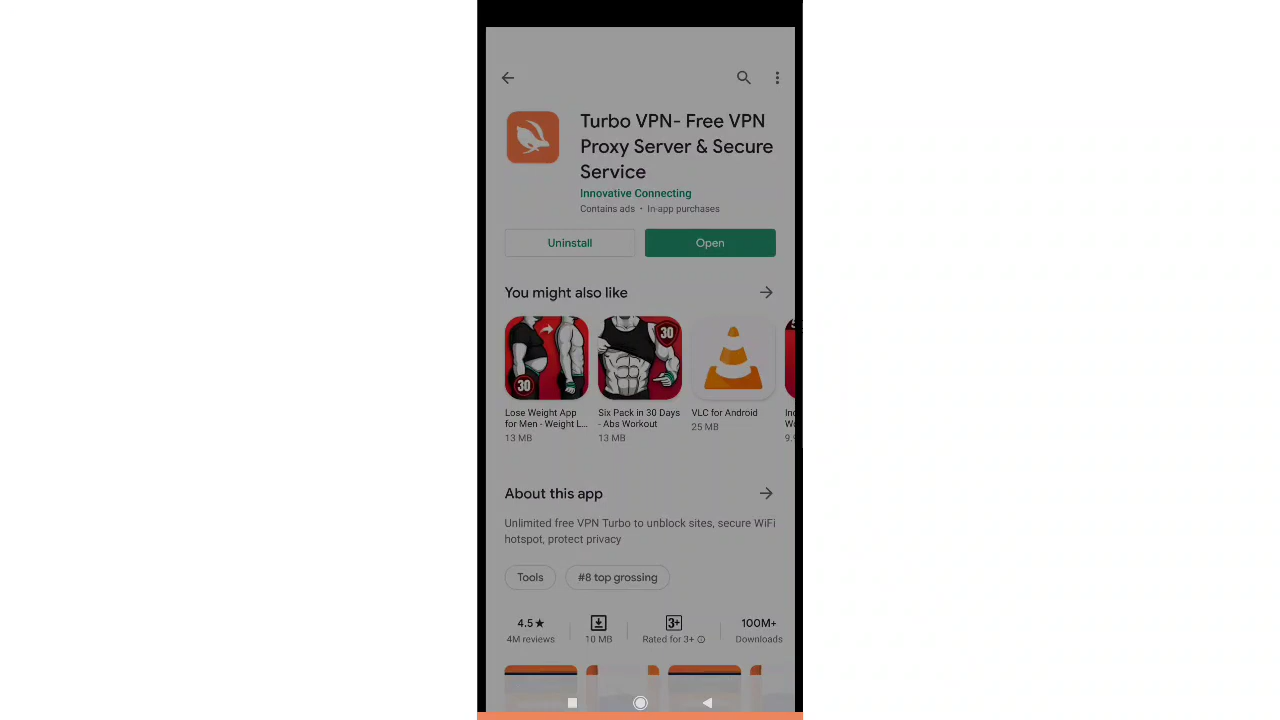 Turbo VPN- Free VPN
Proxy Server & Secure
Service
Innovative Connecting
Contains ads • In-app purchases
Uninstall
Open
You might also like
30
30
Lose Weight App
for Men - Weight L...
13 MB
Six Pack in 30 Days
- Abs Workout
13 MB
VLC for Android
25 MB
About this app
Unlimited free VPN Turbo to unblock sites, secure WiFi
hotspot, protect privacy
Tools
#8 top grossing
4.5★
4M reviews
10 MB
3+
Rated for 3+
100M+
Downloads